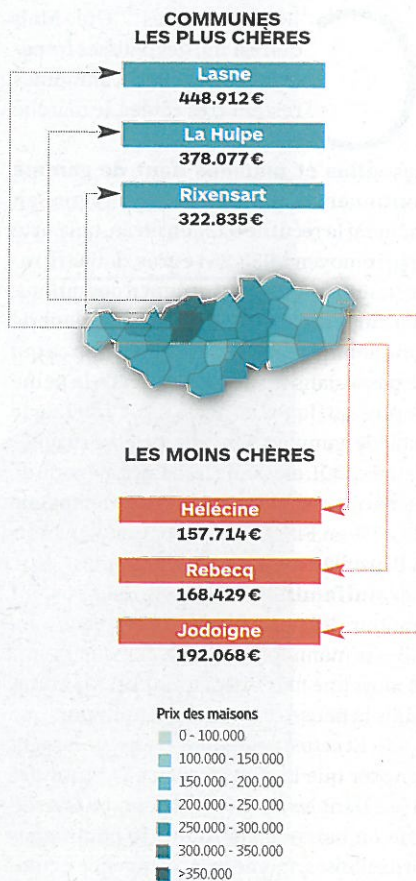 COMMUNES
LES PLUS CHÈRES
Lasne
448.912 €
La Hulpe
378.077 €
Rixensart
322.835 €
LES MOINS CHÈRES
Hélécine
157.714 €
Rebecq
168.429 €
Jodoigne
192.068 €
Prix des maisons
0 - 100.000
100.000 - 150.000
150.000 - 200.000
200.000 - 250.000
250.000 - 300.000
300.000 - 350.000
>350.000